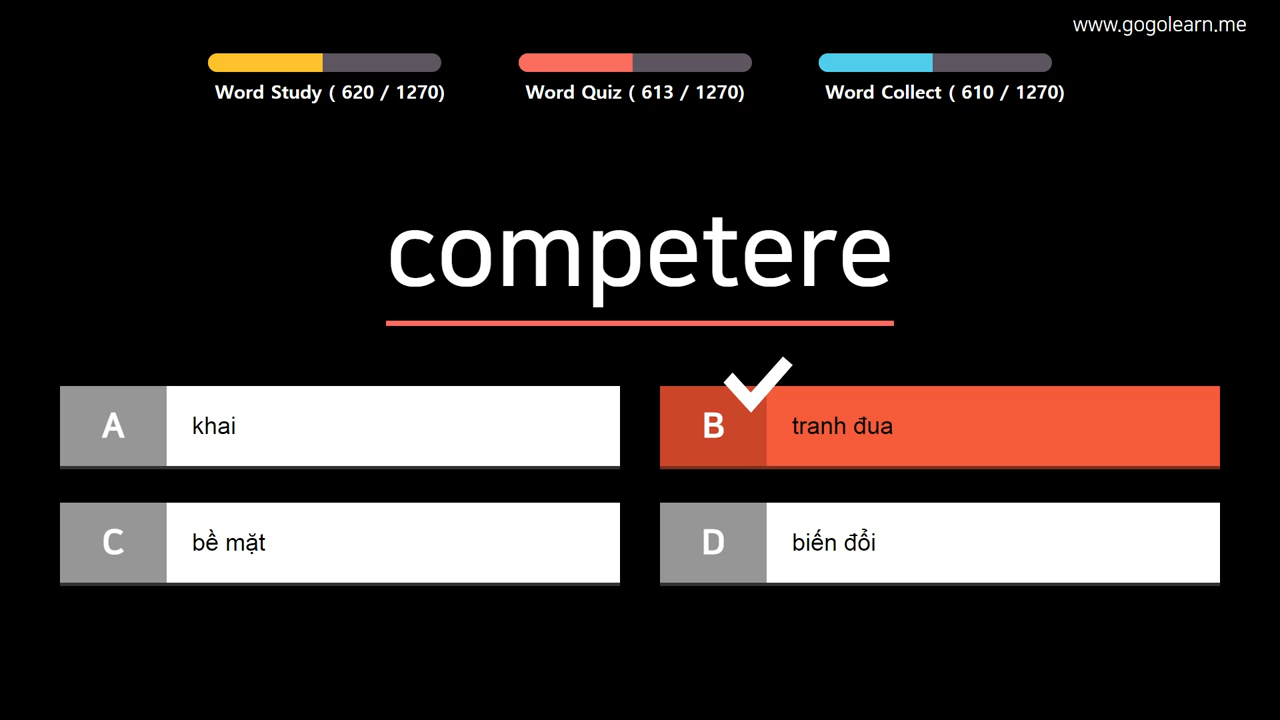 www.gogolearn.me
Word Study ( 620 / 1270)
Word Quiz ( 613 / 1270)
Word Collect ( 610 / 1270)
competere
A khai
B tranh đua
C bề mặt
D biến đổi